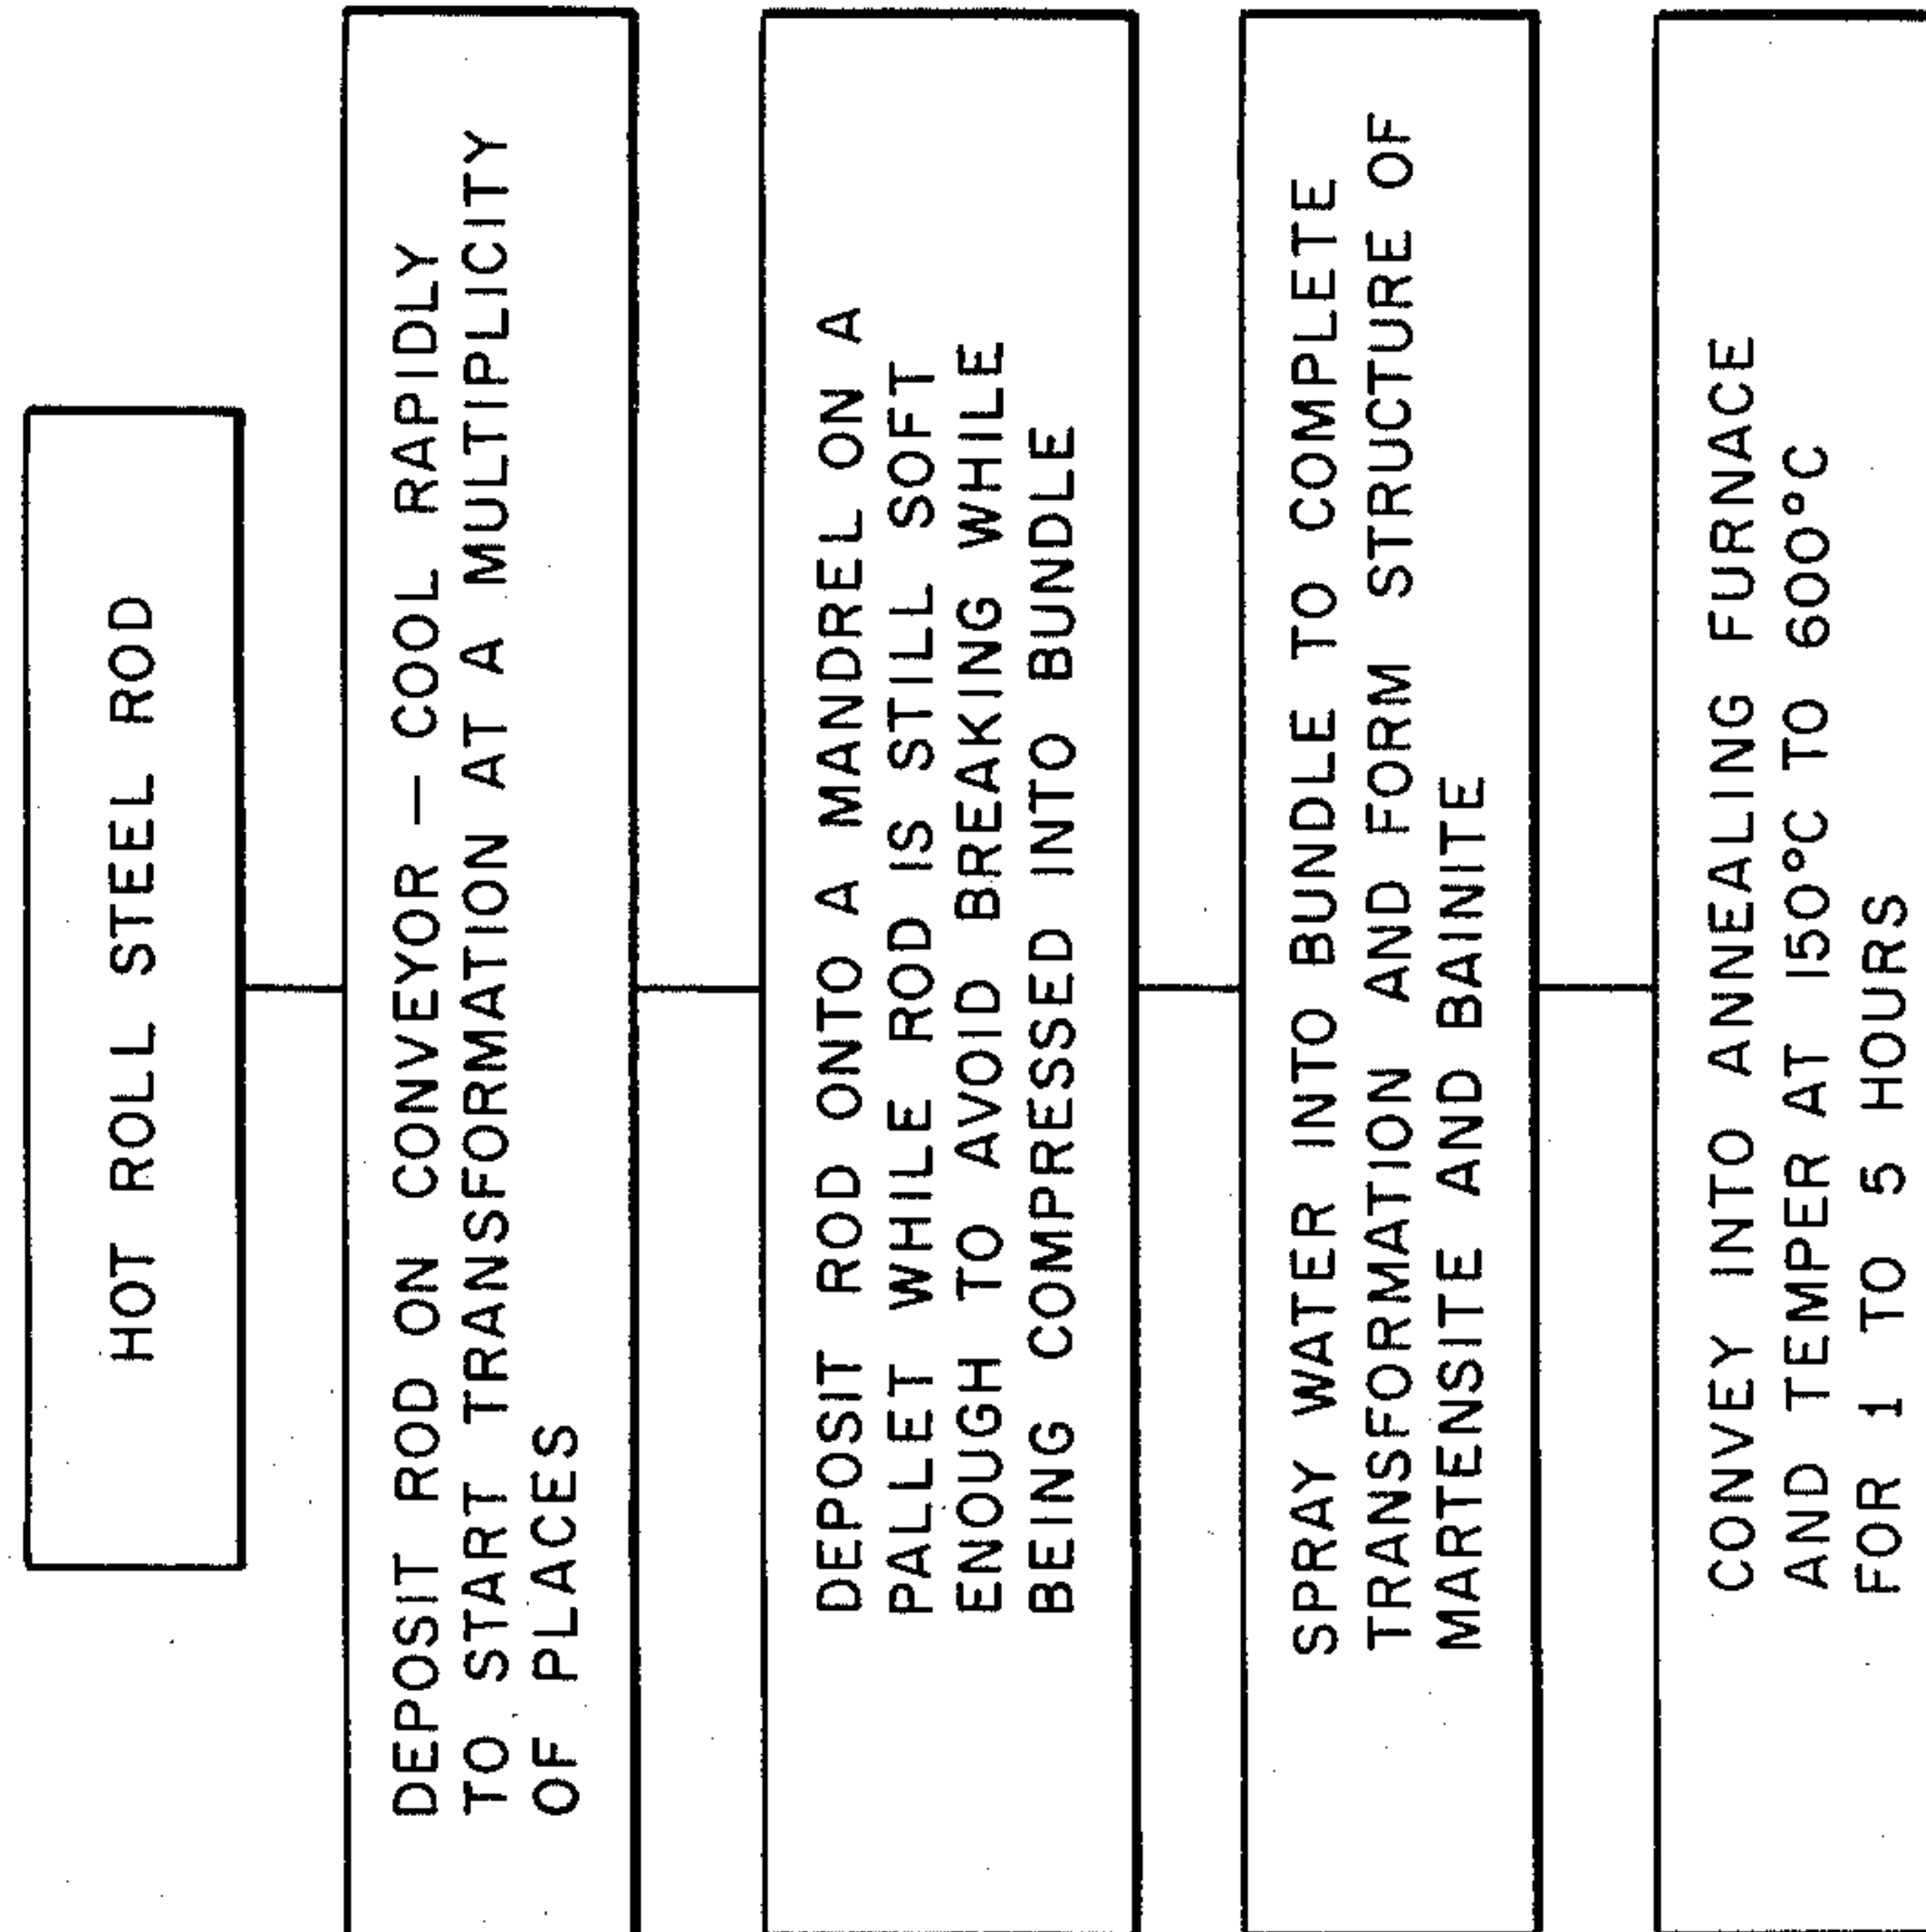 HOT ROLL STEEL ROD
DEPOSIT ROD ON CONVEYOR — COOL RAPIDLY
TO START TRANSFORMATION AT A MULTIPLICITY
OF PLACES
DEPOSIT ROD ONTO A MANDREL ON A
PALLET WHILE ROD IS STILL SOFT
ENOUGH TO AVOID BREAKING WHILE
BEING COMPRESSED INTO BUNDLE
SPRAY WATER INTO BUNDLE TO COMPLETE
TRANSFORMATION AND FORM STRUCTURE OF
MARTENSITE AND BAINITE
CONVEY INTO ANNEALING FURNACE
AND TEMPER AT 150°C TO 600°C
FOR 1 TO 5 HOURS